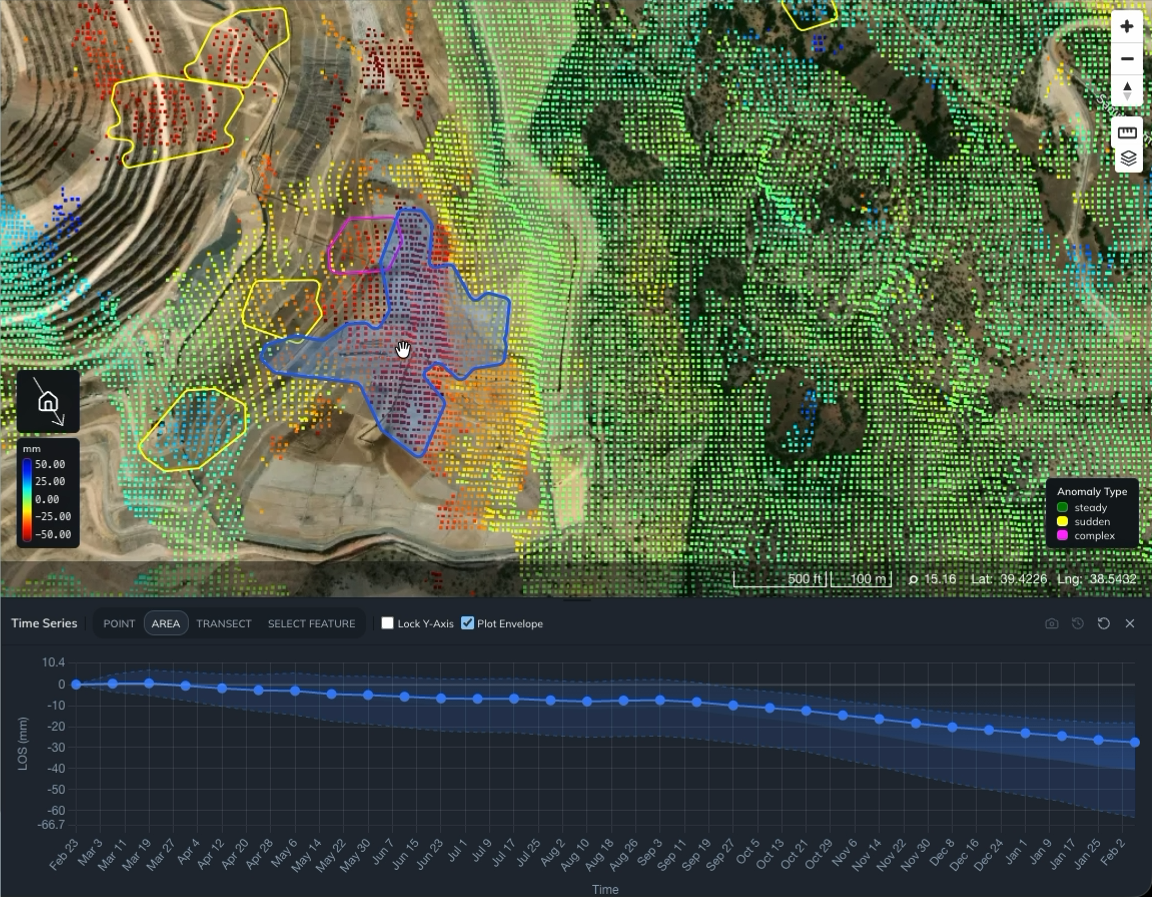 mm
50.00
25.00
0.00
-25.00
-50.00
Anomaly Type
steady
sudden
complex
500 ft
100 m
15.16
Lat: 39.4226
Lng: 38.5432
Time Series
POINT
AREA
TRANSECT
SELECT FEATURE
Lock Y-Axis
Plot Envelope
LOS (mm)
10.4
0
-10
-20
-30
-40
-50
-60
-66.7
Feb 23
Mar 3
Mar 11
Mar 19
Mar 27
Apr 4
Apr 12
Apr 20
Apr 28
May 6
May 14
May 22
May 30
Jun 7
Jun 15
Jun 23
Jul 1
Jul 9
Jul 17
Jul 25
Aug 2
Aug 10
Aug 18
Aug 26
Sep 3
Sep 11
Sep 19
Sep 27
Oct 5
Oct 13
Oct 21
Oct 29
Nov 6
Nov 14
Nov 22
Nov 30
Dec 8
Dec 16
Dec 24
Jan 1
Jan 9
Jan 17
Jan 25
Feb 2
Time